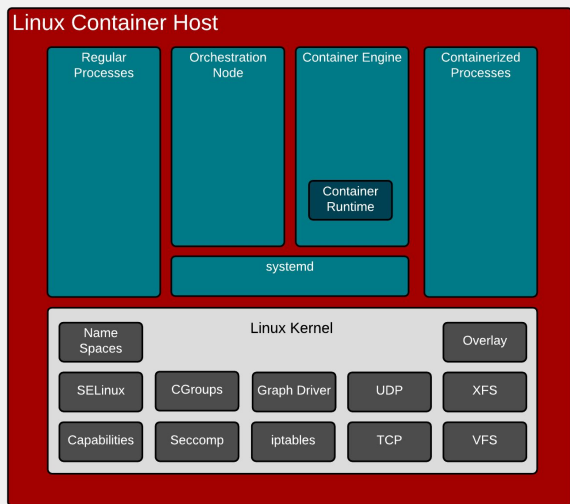 Linux Container Host
Regular
Processes
Orchestration
Node
Container Engine
Containerized
Processes
Container
Runtime
systemd
Linux Kernel
Name
Spaces
Overlay
SELinux
CGroups
Graph Driver
UDP
XFS
Capabilities
Seccomp
iptables
TCP
VFS